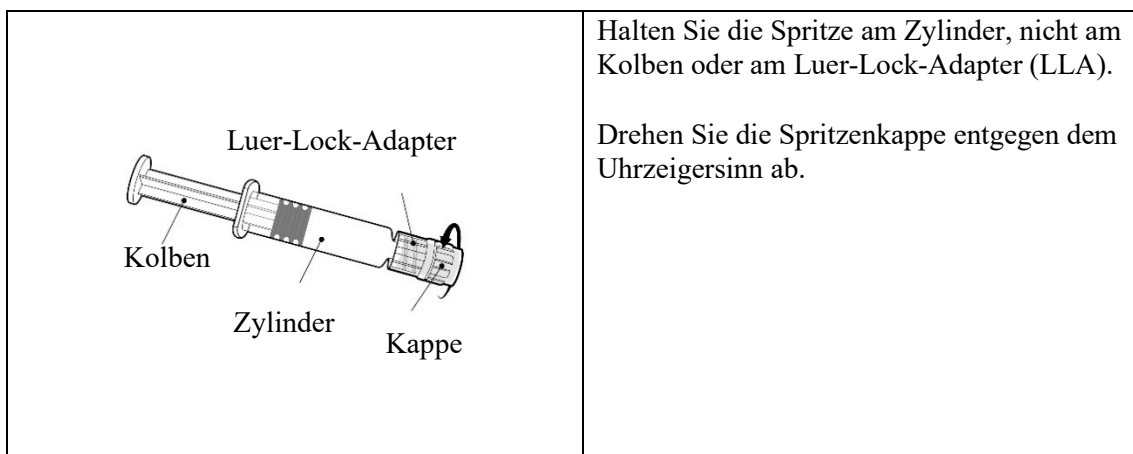 Luer-Lock-Adapter
Kolben
Zylinder
Kappe
Halten Sie die Spritze am Zylinder, nicht am
Kolben oder am Luer-Lock-Adapter (LLA).
Drehen Sie die Spritzenkappe entgegen dem
Uhrzeigersinn ab.